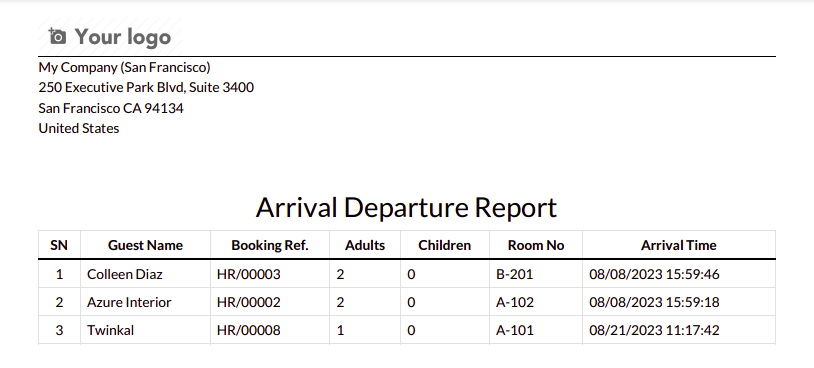 Your logo
My Company (San Francisco)
250 Executive Park Blvd, Suite 3400
San Francisco CA 94134
United States
Arrival Departure Report
SN Guest Name Booking Ref. Adults Children Room No Arrival Time
1 Colleen Diaz HR/00003 2 0 B-201 08/08/2023 15:59:46
2 Azure Interior HR/00002 2 0 A-102 08/08/2023 15:59:18
3 Twinkal HR/00008 1 0 A-101 08/21/2023 11:17:42